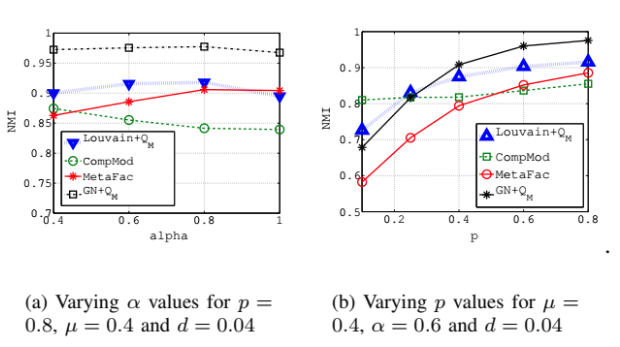 1
0.95
0.9
0.85
0.8
0.75
0.7
NMI
Louvain+Q_M
CompMod
MetaFac
GN+Q_M
0.4 0.6 0.8 1
alpha
1
0.9
0.8
0.7
0.6
0.5
NMI
Louvain+Q_M
CompMod
MetaFac
GN+Q_M
0.2 0.4 0.6 0.8
p
.
(a) Varying α values for p =
0.8, μ = 0.4 and d = 0.04
(b) Varying p values for μ =
0.4, α = 0.6 and d = 0.04